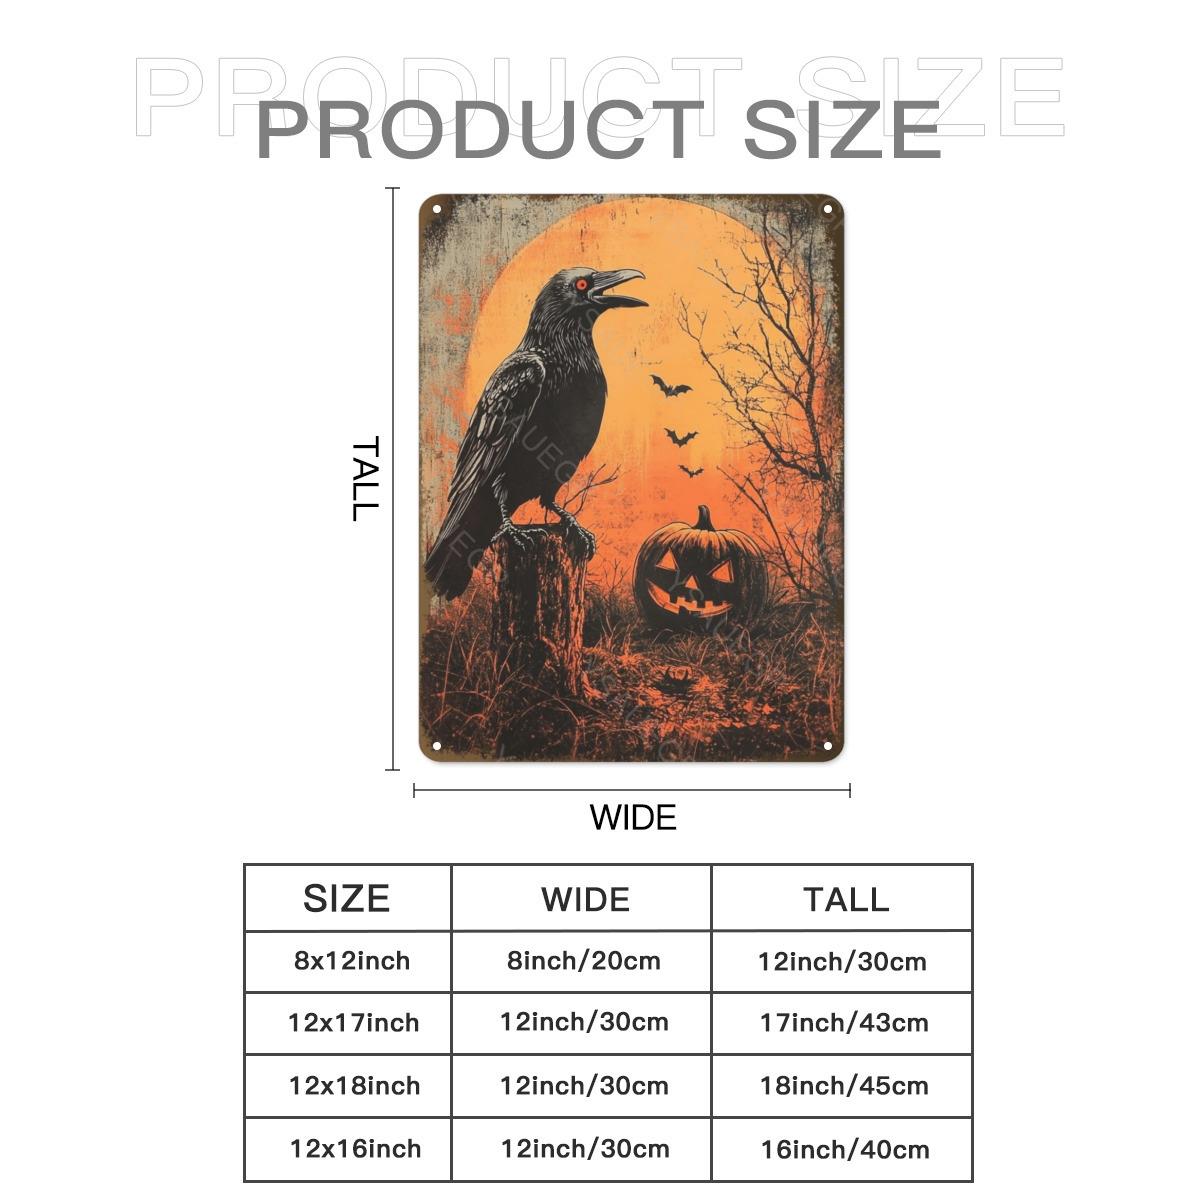 PRODUCT SIZE
PRODUCT SIZE
TALL
WIDE
SIZE WIDE TALL
8x12inch 8inch/20cm 12inch/30cm
12x17inch 12inch/30cm 17inch/43cm
12x18inch 12inch/30cm 18inch/45cm
12x16inch 12inch/30cm 16inch/40cm